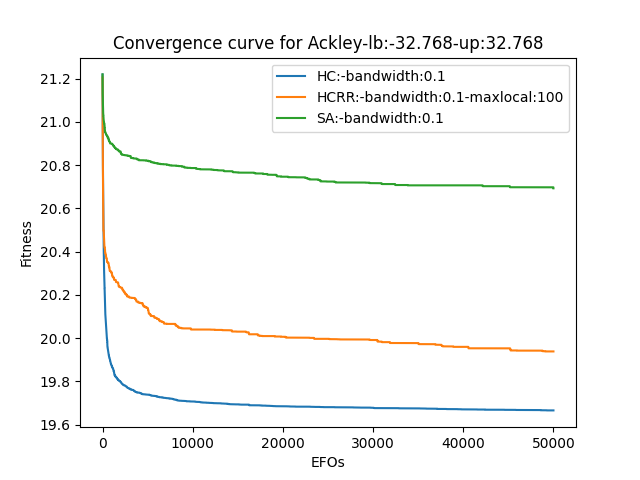 Convergence curve for Ackley-lb:-32.768-up:32.768
HC:-bandwidth:0.1
HCRR:-bandwidth:0.1-maxlocal:100
SA:-bandwidth:0.1
Fitness
21.2
21.0
20.8
20.6
20.4
20.2
20.0
19.8
19.6
0 10000 20000 30000 40000 50000
EFOs